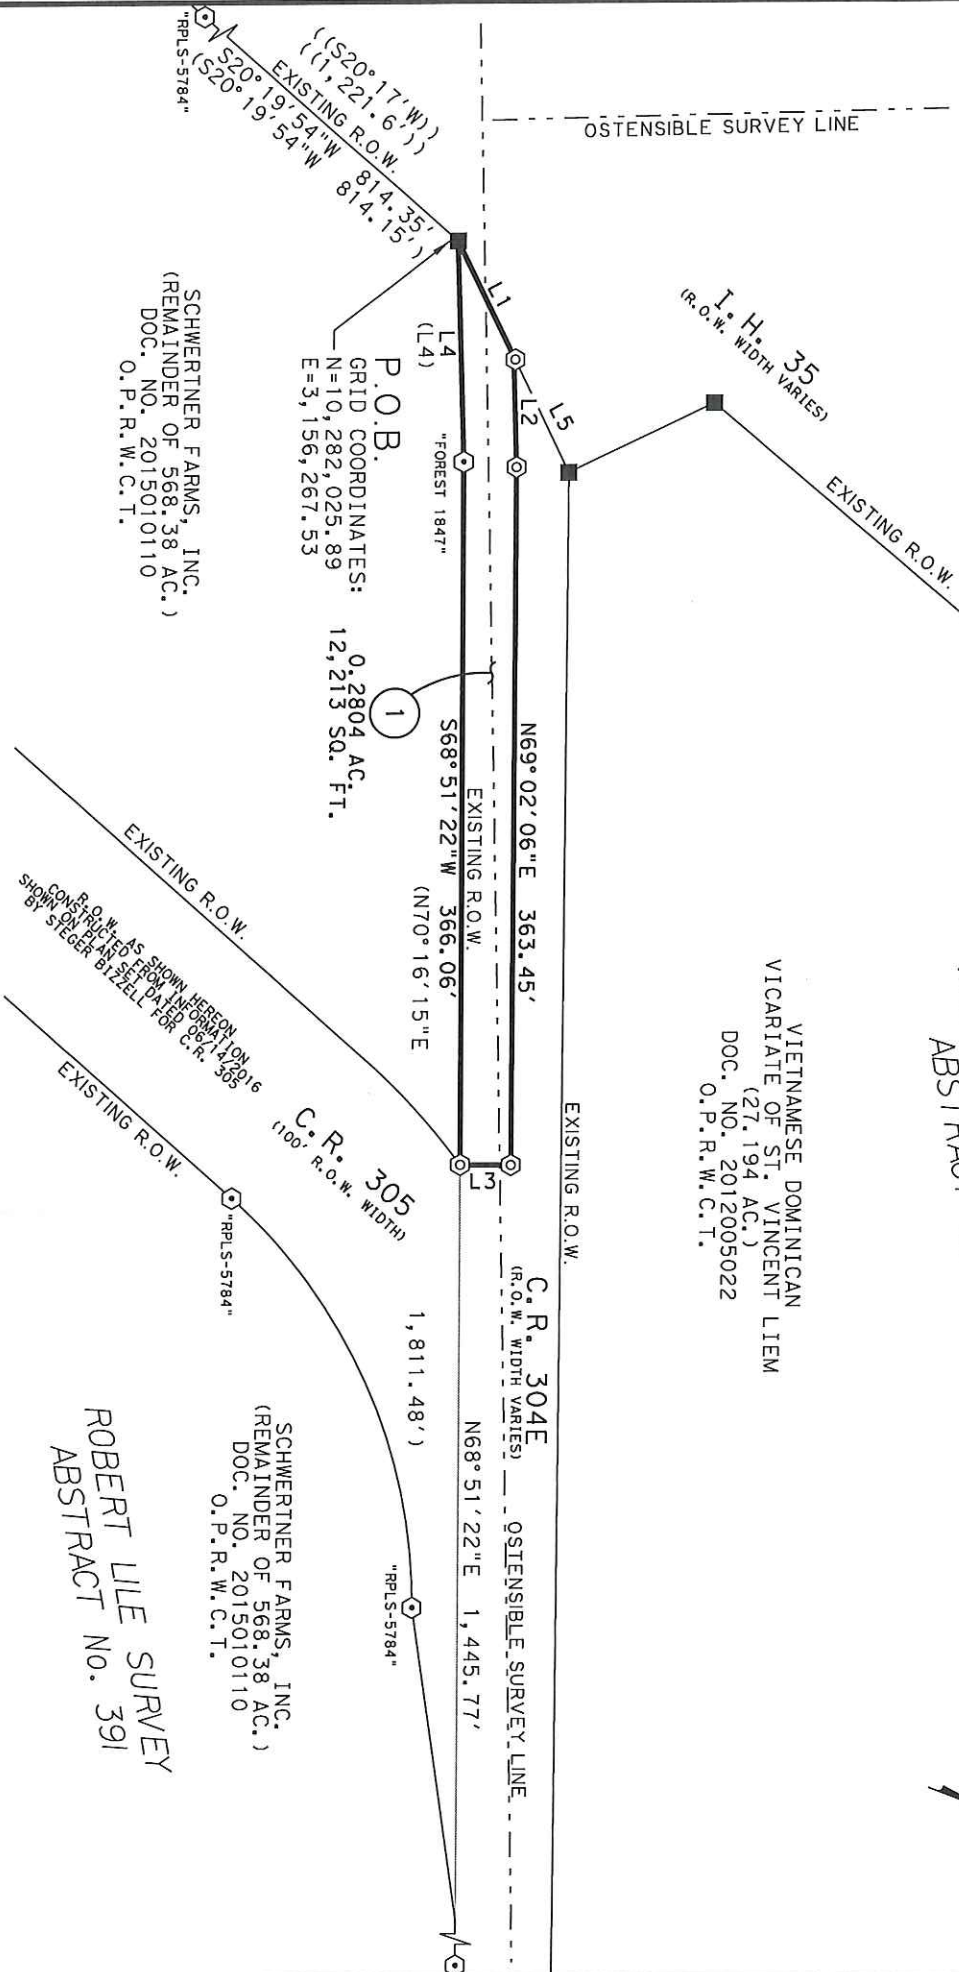 "RPLS-5784"
((S20°17'W))
((1,221.6'))
EXISTING R.O.W.
S20°19'54"W 814.35'
(S20°19'54"W 814.15')
OSTENSIBLE SURVEY LINE
I.H. 35
(R.O.W. WIDTH VARIES)
EXISTING R.O.W.
L1
L2
L5
L4
(L4)
"FOREST 1847"
P.O.B.
GRID COORDINATES:
N=10,282,025.89
E=3,156,267.53
SCHWERTNER FARMS, INC.
(REMAINDER OF 568.38 AC.)
DOC. NO. 2015010110
O.P.R.W.C.T.
1
0.2804 AC.
12,213 SQ. FT.
N69°02'06"E 363.45'
EXISTING R.O.W.
S68°51'22"W 366.06'
(N70°16'15"E
1,811.48')
L3
VIETNAMESE DOMINICAN
VICARIATE OF ST. VINCENT LIEM
(27.194 AC.)
DOC. NO. 2012005022
O.P.R.W.C.T.
ABSTRACT
EXISTING R.O.W.
EXISTING R.O.W.
R.O.W. AS SHOWN HEREON
CONSTRUCTED FROM INFORMATION
SHOWN ON PLAN SET DATED 06/14/2016
BY STEGER BIZZELL FOR C.R. 305
EXISTING R.O.W.
C.R. 305
(100' R.O.W. WIDTH)
"RPLS-5784"
C.R. 304E
(R.O.W. WIDTH VARIES)
OSTENSIBLE SURVEY LINE
N68°51'22"E 1,445.77'
"RPLS-5784"
SCHWERTNER FARMS, INC.
(REMAINDER OF 568.38 AC.)
DOC. NO. 2015010110
O.P.R.W.C.T.
ROBERT LILE SURVEY
ABSTRACT No. 391